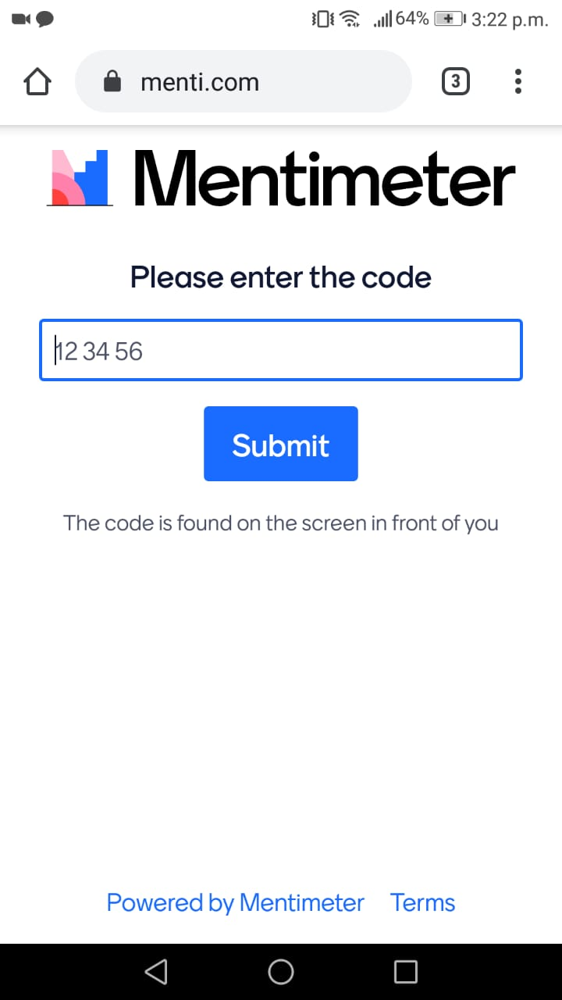 64% 3:22 p.m.
menti.com 3
Mentimeter
Please enter the code
12 34 56
Submit
The code is found on the screen in front of you
Powered by Mentimeter Terms